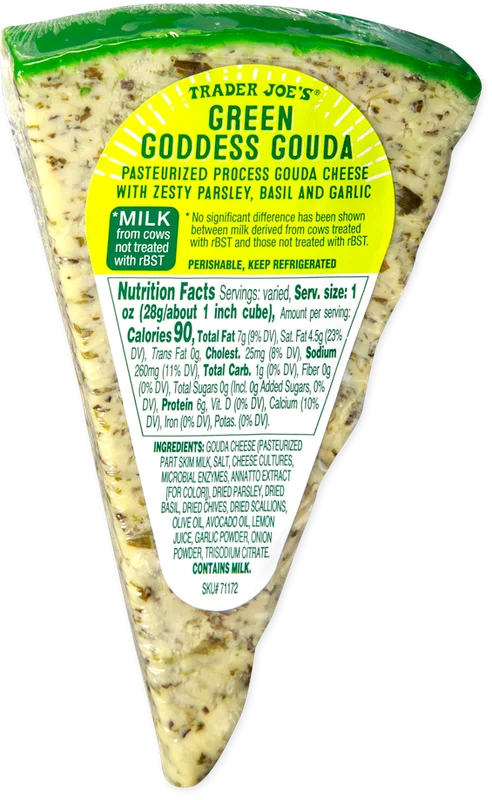 TRADER JOE'S®
GREEN
GODDESS GOUDA
PASTEURIZED PROCESS GOUDA CHEESE
WITH ZESTY PARSLEY, BASIL AND GARLIC
*MILK
from cows
not treated
with rBST
* No significant difference has been shown
between milk derived from cows treated
with rBST and those not treated with rBST.
PERISHABLE, KEEP REFRIGERATED
Nutrition Facts Servings: varied, Serv. size: 1
oz (28g/about 1 inch cube), Amount per serving:
Calories 90, Total Fat 7g (9% DV), Sat. Fat 4.5g (23%
DV), Trans Fat 0g, Cholest. 25mg (8% DV), Sodium
260mg (11% DV), Total Carb. 1g (0% DV), Fiber 0g
(0% DV), Total Sugars 0g (Incl. 0g Added Sugars, 0%
DV), Protein 6g, Vit. D (0% DV), Calcium (10%
DV), Iron (0% DV), Potas. (0% DV).
INGREDIENTS: GOUDA CHEESE (PASTEURIZED
PART SKIM MILK, SALT, CHEESE CULTURES,
MICROBIAL ENZYMES, ANNATTO EXTRACT
[FOR COLOR]), DRIED PARSLEY, DRIED
BASIL, DRIED CHIVES, DRIED SCALLIONS,
OLIVE OIL, AVOCADO OIL, LEMON
JUICE, GARLIC POWDER, ONION
POWDER, TRISODIUM CITRATE.
CONTAINS MILK.
SKU# 71172